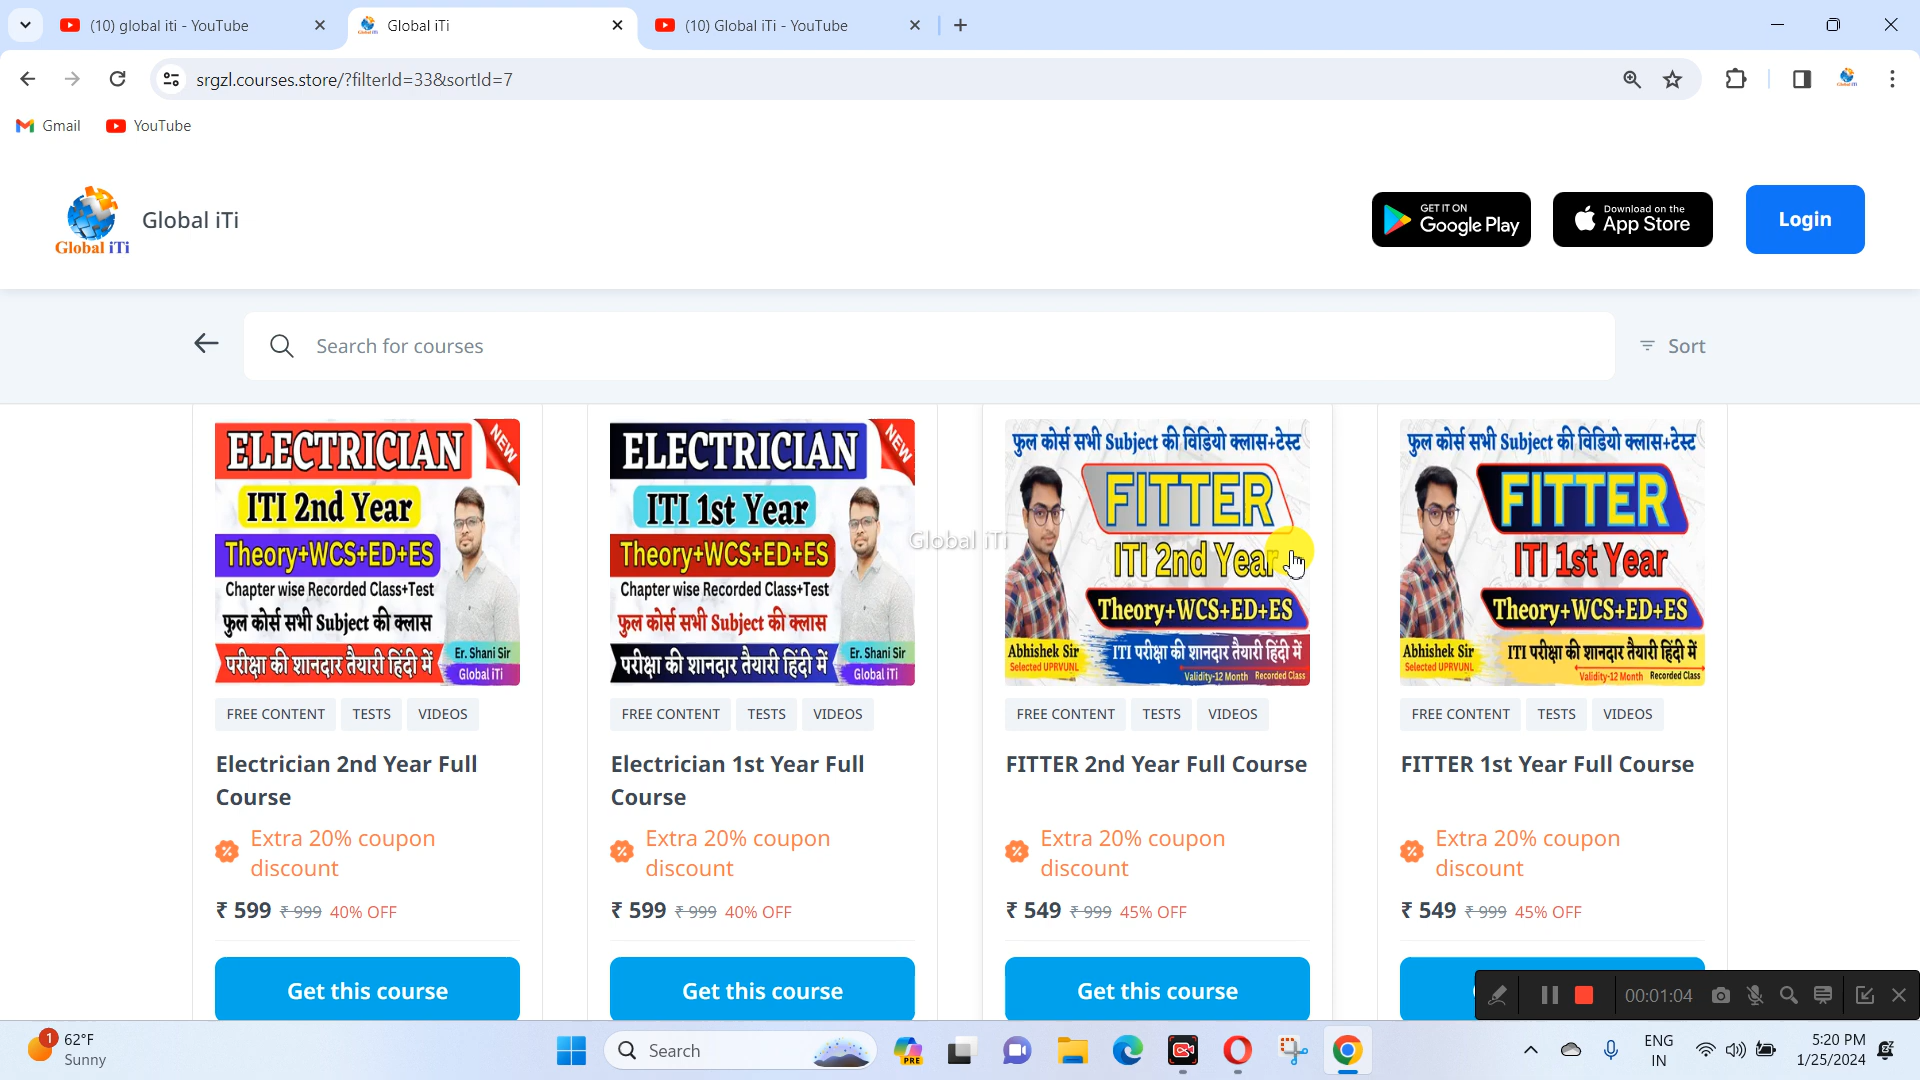 (10) global iti - YouTube
Global iTi
(10) Global iTi - YouTube
srgzl.courses.store/?filterId=33&sortId=7
Gmail
YouTube
Global iTi
Global iTi
GET IT ON
Google Play
Download on the
App Store
Login
Search for courses
Sort
ELECTRICIAN
NEW
ITI 2nd Year
Theory+WCS+ED+ES
Chapter wise Recorded Class+Test
फुल कोर्स सभी Subject की क्लास
परीक्षा की शानदार तैयारी हिंदी में
Er. Shani Sir
Global iTi
FREE CONTENT
TESTS
VIDEOS
Electrician 2nd Year Full
Course
Extra 20% coupon
discount
₹ 599 ₹ 999 40% OFF
Get this course
ELECTRICIAN
NEW
ITI 1st Year
Theory+WCS+ED+ES
Chapter wise Recorded Class+Test
फुल कोर्स सभी Subject की क्लास
परीक्षा की शानदार तैयारी हिंदी में
Er. Shani Sir
Global iTi
FREE CONTENT
TESTS
VIDEOS
Electrician 1st Year Full
Course
Extra 20% coupon
discount
₹ 599 ₹ 999 40% OFF
Get this course
Global iTi
फुल कोर्स सभी Subject की विडियो क्लास+टेस्ट
FITTER
ITI 2nd Year
Theory+WCS+ED+ES
Abhishek Sir
Selected UPRVUNL
ITI परीक्षा की शानदार तैयारी हिंदी में
Validity-12 Month Recorded Class
FREE CONTENT
TESTS
VIDEOS
FITTER 2nd Year Full Course
Extra 20% coupon
discount
₹ 549 ₹ 999 45% OFF
Get this course
फुल कोर्स सभी Subject की विडियो क्लास+टेस्ट
FITTER
ITI 1st Year
Theory+WCS+ED+ES
Abhishek Sir
Selected UPRVUNL
ITI परीक्षा की शानदार तैयारी हिंदी में
Validity-12 Month Recorded Class
FREE CONTENT
TESTS
VIDEOS
FITTER 1st Year Full Course
Extra 20% coupon
discount
₹ 549 ₹ 999 45% OFF
00:01:04
1
62°F
Sunny
Search
PRE
ENG
IN
5:20 PM
1/25/2024